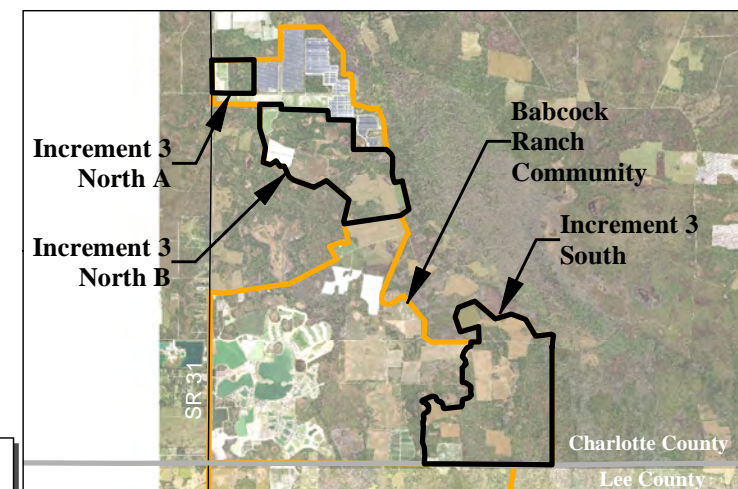 Increment 3
North A
Increment 3
North B
Babcock
Ranch
Community
Increment 3
South
SR 31
Charlotte County
Lee County